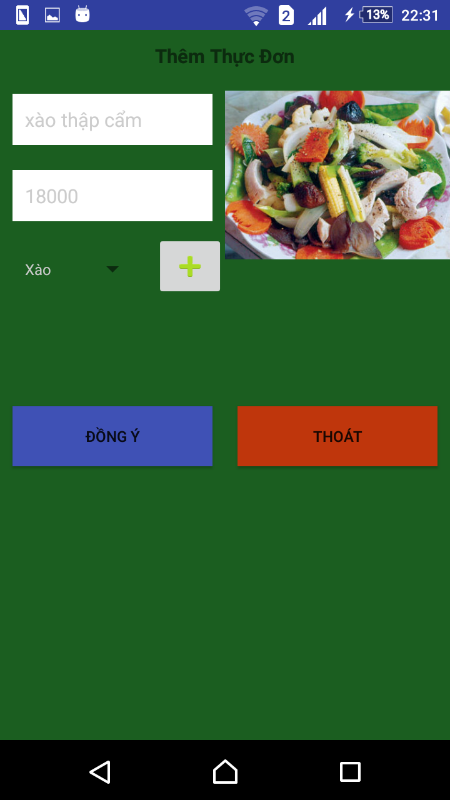 2 13% 22:31
Thêm Thực Đơn
xào thập cẩm
18000
Xào
ĐỒNG Ý THOÁT